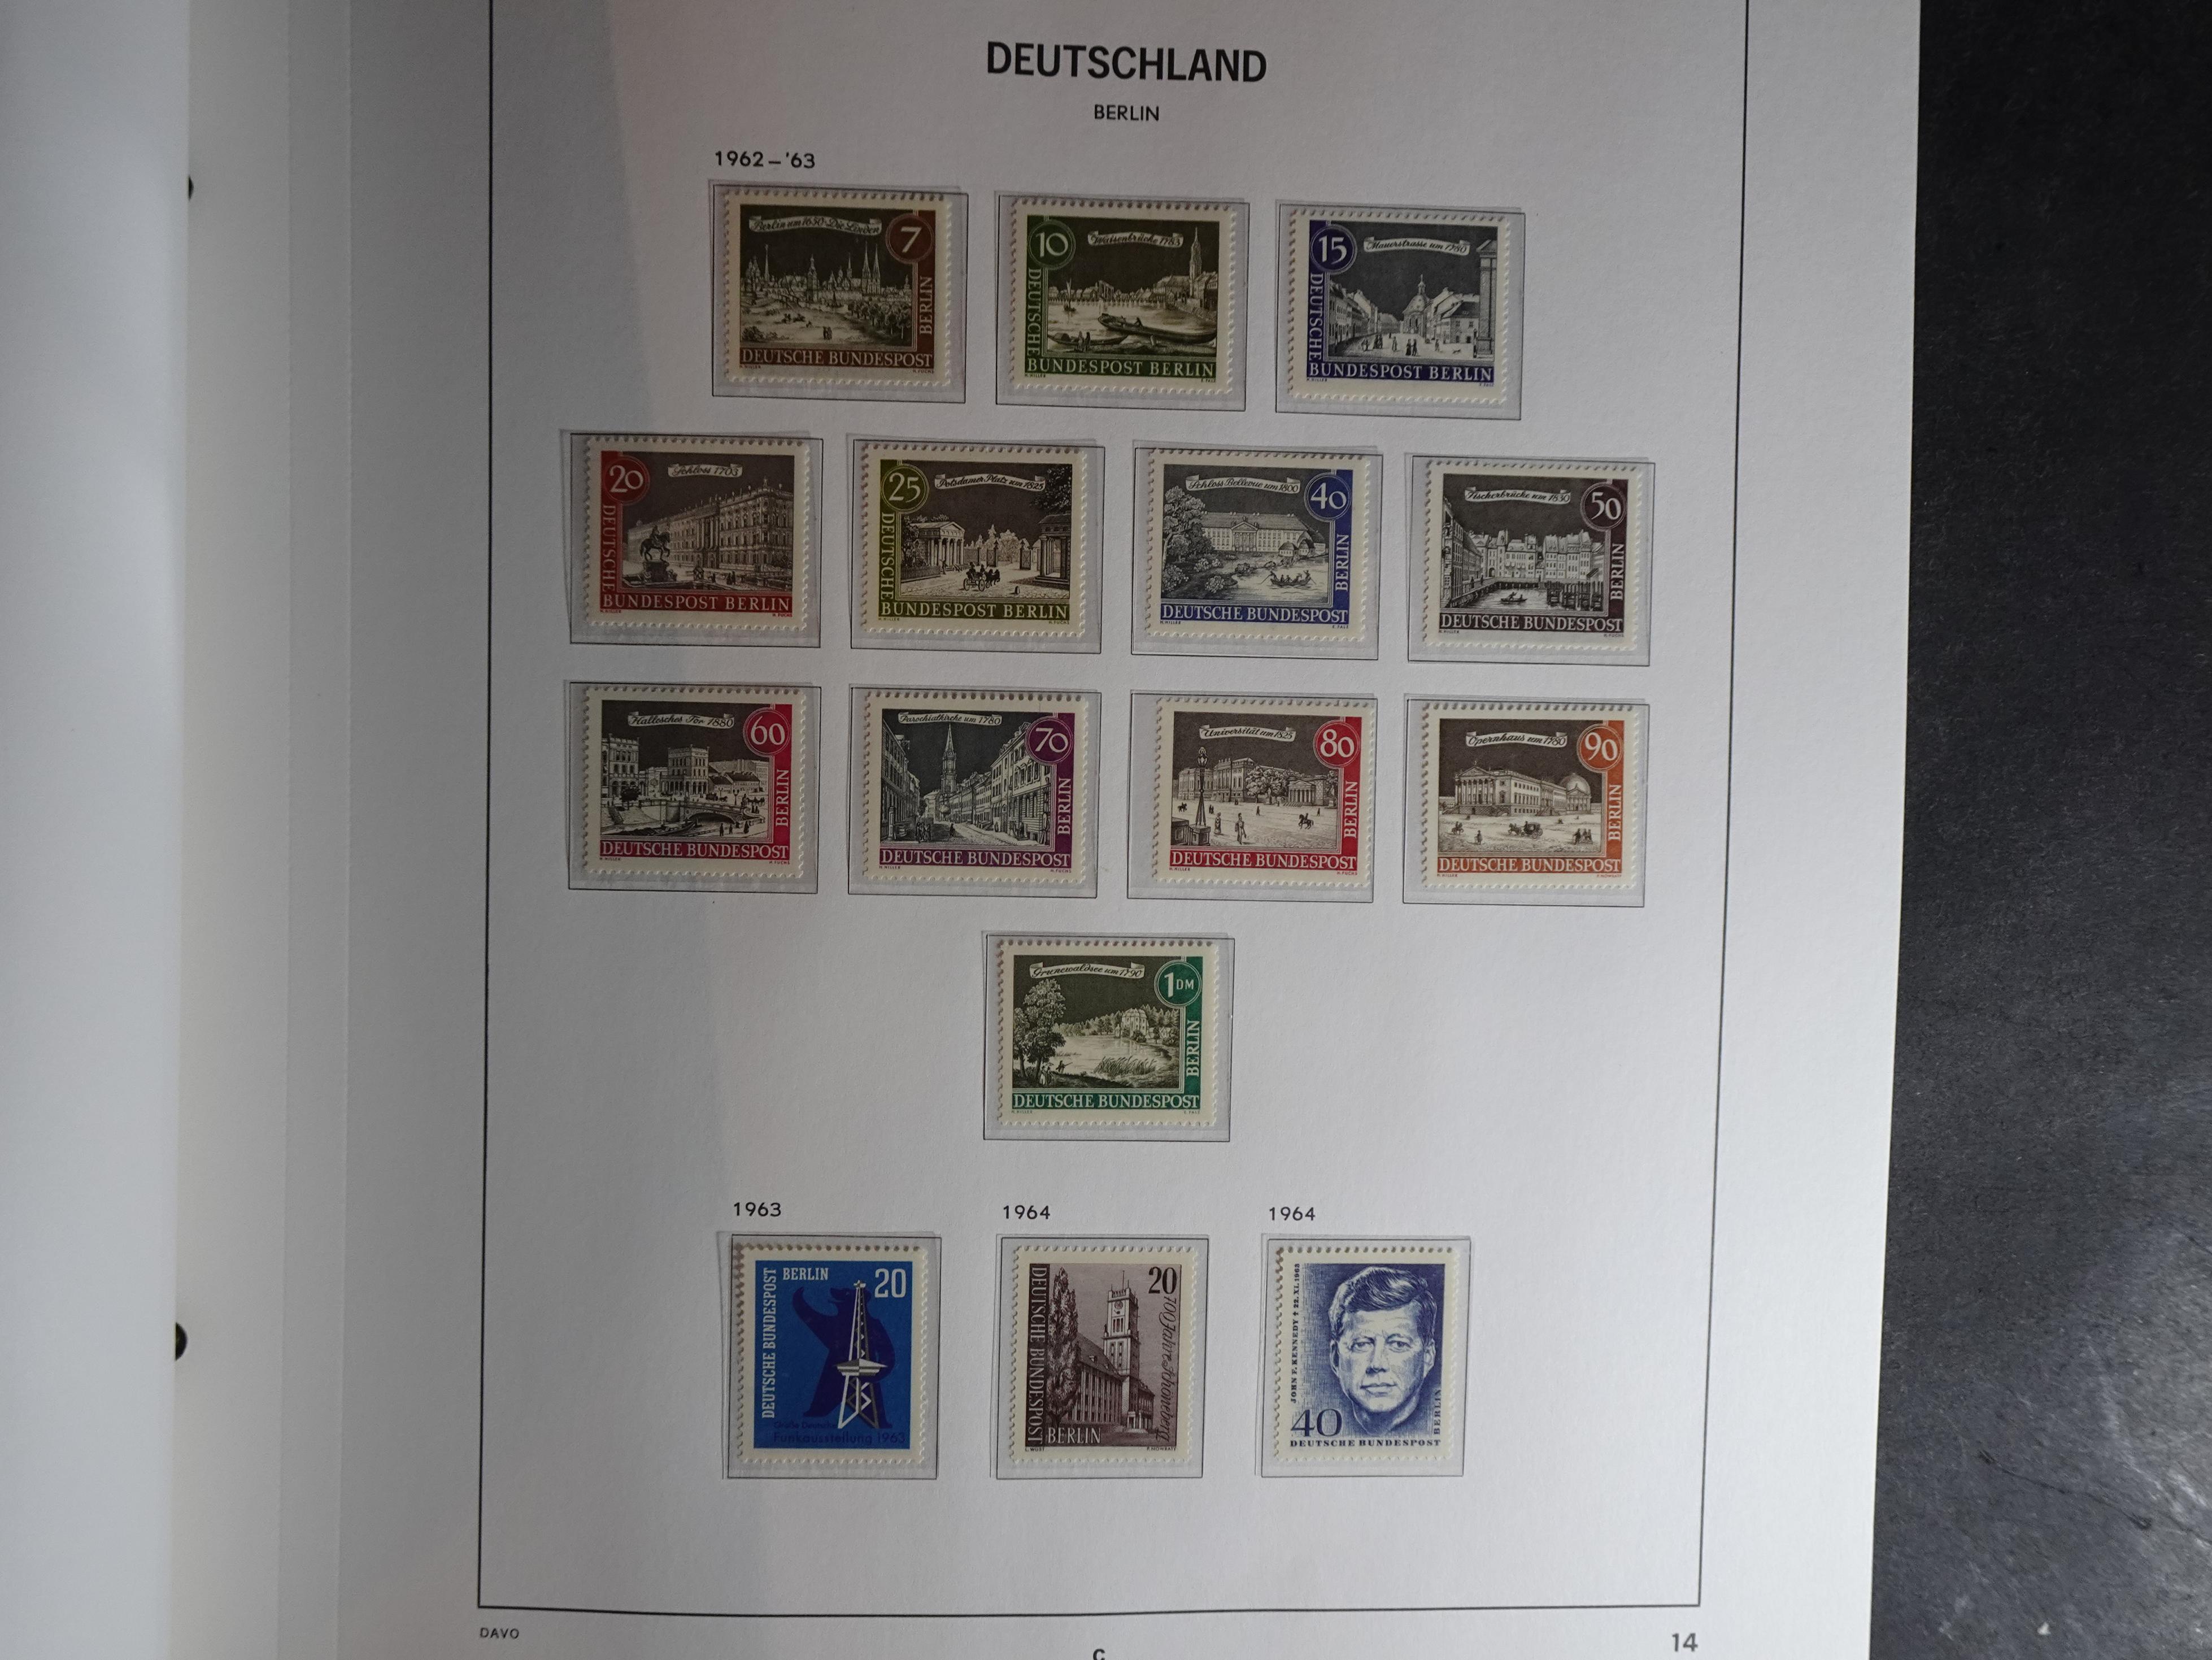 DEUTSCHLAND
BERLIN
1962–'63
Berlin um 1650 Die Linden
7
BERLIN
DEUTSCHE BUNDESPOST
10
Waisenbrücke 1783
DEUTSCHE
BUNDESPOST BERLIN
15
Mauerstrasse um 1780
DEUTSCHE
BUNDESPOST BERLIN
20
Schloss 1703
DEUTSCHE
BUNDESPOST BERLIN
25
Potsdamer Platz um 1825
DEUTSCHE
BUNDESPOST BERLIN
Schloss Bellevue um 1800
40
BERLIN
DEUTSCHE BUNDESPOST
Fischerbrücke um 1830
50
BERLIN
DEUTSCHE BUNDESPOST
Hallesches Tor 1880
60
BERLIN
DEUTSCHE BUNDESPOST
Parochialkirche um 1780
70
BERLIN
DEUTSCHE BUNDESPOST
Universität um 1825
80
BERLIN
DEUTSCHE BUNDESPOST
Opernhaus um 1780
90
BERLIN
DEUTSCHE BUNDESPOST
Grunewaldsee um 1790
1 DM
BERLIN
DEUTSCHE BUNDESPOST
1963
1964
1964
DEUTSCHE BUNDESPOST
BERLIN
20
Funkausstellung 1963
DEUTSCHE BUNDESPOST
20
700 Jahre Schöneberg
BERLIN
JOHN F. KENNEDY † 22.XI.1963
40
BERLIN
DEUTSCHE BUNDESPOST
DAVO
C
14